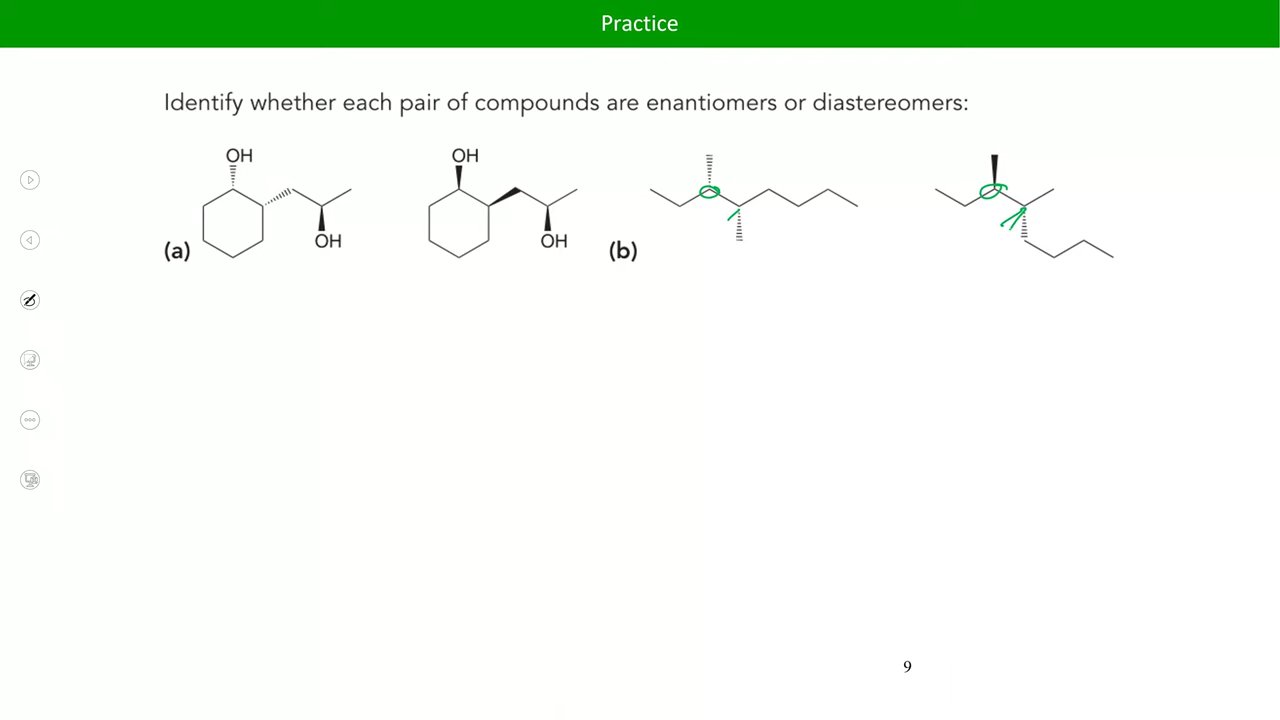 Practice
Identify whether each pair of compounds are enantiomers or diastereomers:
OH OH
OH OH
(a) (b)
9